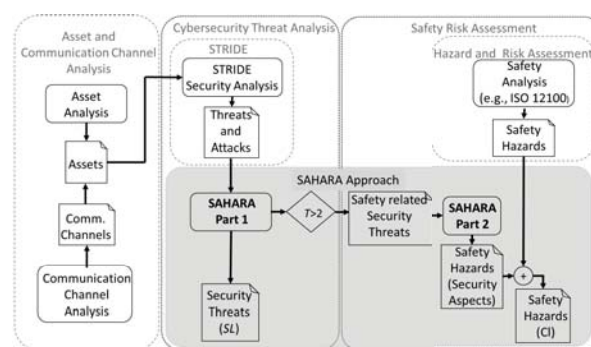 Asset and
Communication Channel
Analysis
Asset
Analysis
Assets
Comm.
Channels
Communication
Channel
Analysis
Cybersecurity Threat Analysis
STRIDE
STRIDE
Security Analysis
Threats
and
Attacks
Safety Risk Assessment
Hazard and Risk Assessment
Safety
Analysis
(e.g., ISO 12100)
Safety
Hazards
SAHARA Approach
SAHARA
Part 1
T>2
Safety related
Security
Threats
SAHARA
Part 2
Security
Threats
(SL)
Safety
Hazards
(Security
Aspects)
+
Safety
Hazards
(CI)